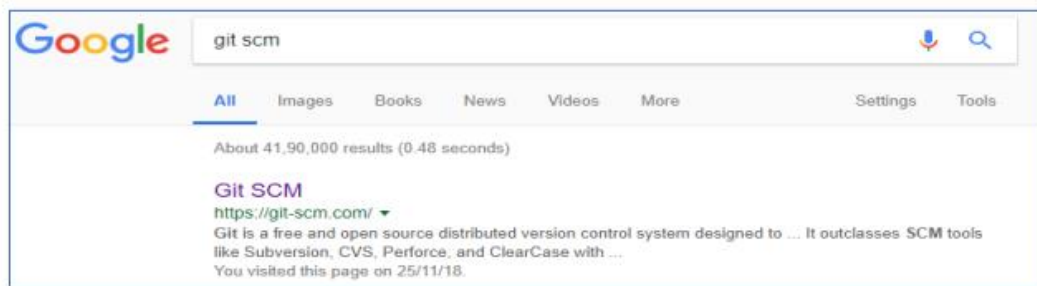 Google
git scm
All Images Books News Videos More Settings Tools
About 41,90,000 results (0.48 seconds)
Git SCM
https://git-scm.com/
Git is a free and open source distributed version control system designed to ... It outclasses SCM tools
like Subversion, CVS, Perforce, and ClearCase with ...
You visited this page on 25/11/18.